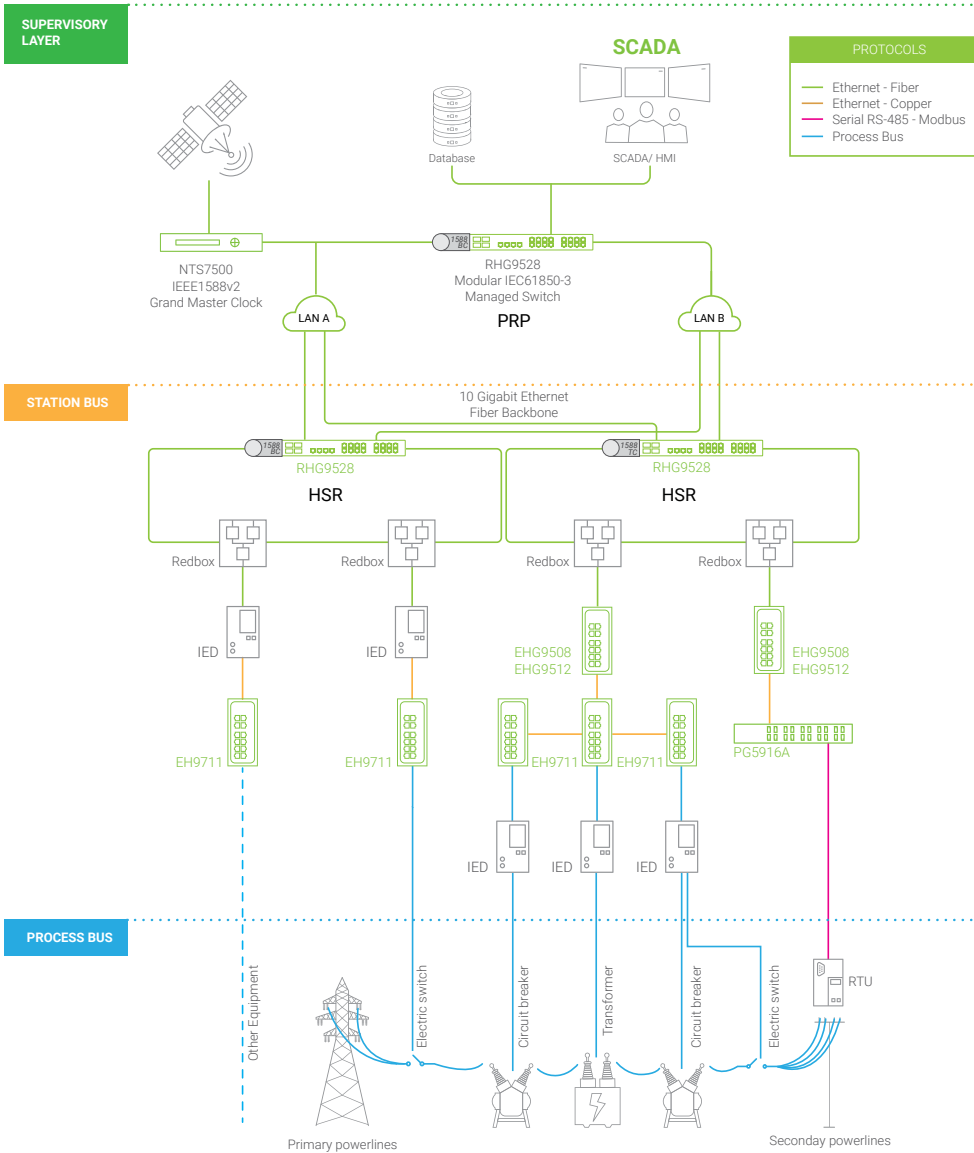 SUPERVISORY
LAYER
SCADA
PROTOCOLS
Ethernet - Fiber
Ethernet - Copper
Serial RS-485 - Modbus
Process Bus
Database
SCADA/ HMI
1588
BC
NTS7500
IEEE1588v2
Grand Master Clock
RHG9528
Modular IEC61850-3
Managed Switch
PRP
LAN A
LAN B
STATION BUS
10 Gigabit Ethernet
Fiber Backbone
1588
BC
1588
TC
RHG9528
RHG9528
HSR
HSR
Redbox
Redbox
Redbox
Redbox
IED
IED
EHG9508
EHG9512
EHG9508
EHG9512
EH9711
EH9711
EH9711
EH9711
PG5916A
IED
IED
IED
PROCESS BUS
Other Equipment
Electric switch
Circuit breaker
Transformer
Circuit breaker
Electric switch
RTU
Primary powerlines
Seconday powerlines